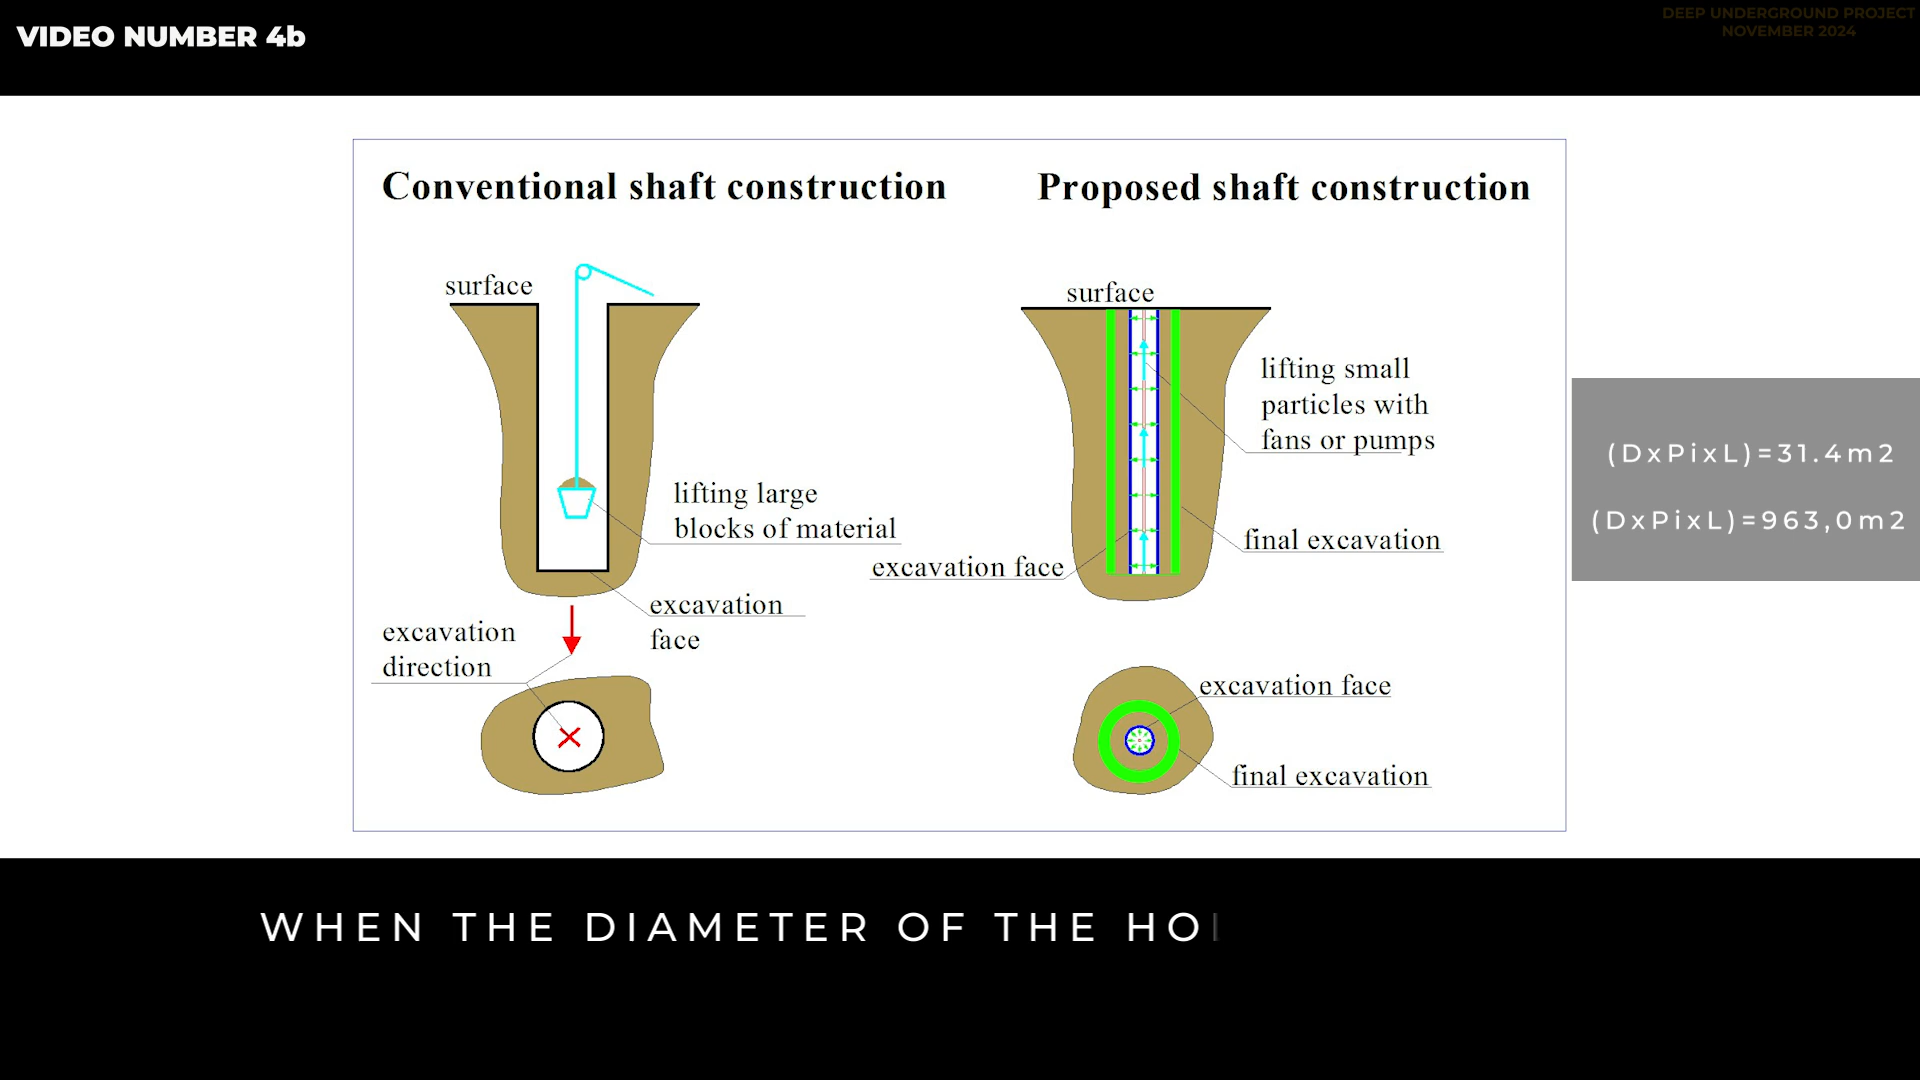 VIDEO NUMBER 4b
DEEP UNDERGROUND PROJECT
NOVEMBER 2024
Conventional shaft construction
Proposed shaft construction
surface
surface
lifting small
particles with
fans or pumps
(DxPixL)=31.4m2
lifting large
blocks of material
(DxPixL)=963,0m2
final excavation
excavation face
excavation
face
excavation
direction
excavation face
final excavation
WHEN THE DIAMETER OF THE HO